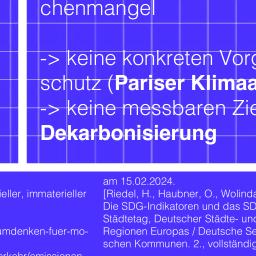 chenmangel
-> keine konkreten Vorg
schutz (Pariser Klimaa
-> keine messbaren Zie
Dekarbonisierung
am 15.02.2024.
ieller, immaterieller
[Riedel, H., Haubner, O., Wolinda
Die SDG-Indikatoren und das SD
Städtetag, Deutscher Städte- und
umdenken-fuer-mo-
Regionen Europas / Deutsche Se
schen Kommunen. 2., vollständig